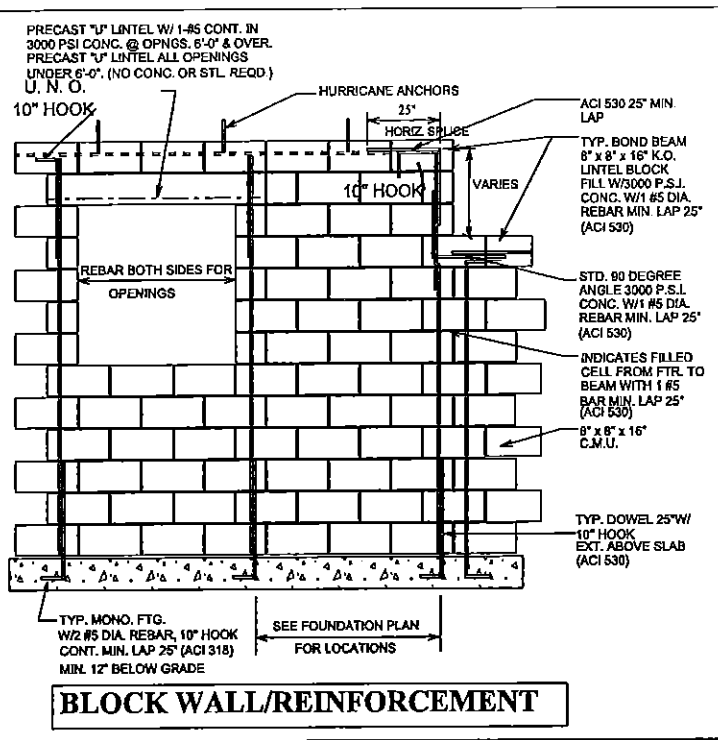 PRECAST "U" LINTEL W/ 1-#5 CONT. IN
3000 PSI CONC. @ OPNGS. 6'-0" & OVER.
PRECAST "U" LINTEL ALL OPENINGS
UNDER 6'-0". (NO CONC. OR STL. REQD.)
U. N. O.
10" HOOK
HURRICANE ANCHORS
25"
HORIZ. SPLICE
10" HOOK
VARIES
ACI 530 25" MIN.
LAP
TYP. BOND BEAM
8" x 8" x 16" K.O.
LINTEL BLOCK
FILL W/3000 P.S.I.
CONC. W/1 #5 DIA.
REBAR MIN. LAP 25"
(ACI 530)
REBAR BOTH SIDES FOR
OPENINGS
STD. 90 DEGREE
ANGLE 3000 P.S.I.
CONC. W/1 #5 DIA.
REBAR MIN. LAP 25"
(ACI 530)
INDICATES FILLED
CELL FROM FTR. TO
BEAM WITH 1 #5
BAR MIN. LAP 25"
(ACI 530)
8" x 8" x 16"
C.M.U.
TYP. DOWEL 25"W/
10" HOOK
EXT. ABOVE SLAB
(ACI 530)
TYP. MONO. FTG.
W/2 #5 DIA. REBAR, 10" HOOK
CONT. MIN. LAP 25" (ACI 318)
MIN. 12" BELOW GRADE
SEE FOUNDATION PLAN
FOR LOCATIONS
BLOCK WALL/REINFORCEMENT